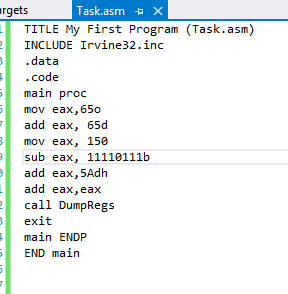 argets
Task.asm
TITLE My First Program (Task.asm)
INCLUDE Irvine32.inc
.data
.code
main proc
mov eax,65o
add eax, 65d
mov eax, 150
sub eax, 11110111b
add eax,5Adh
add eax,eax
call DumpRegs
exit
main ENDP
END main